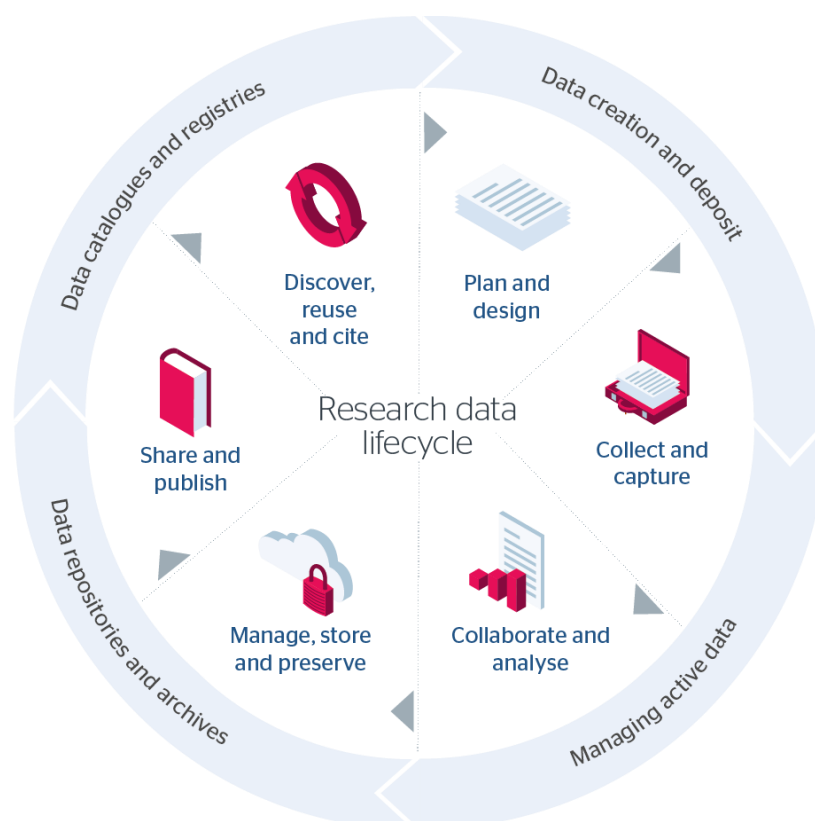 Research data
lifecycle
Plan and
design
Collect and
capture
Collaborate and
analyse
Manage, store
and preserve
Share and
publish
Discover,
reuse
and cite
Data creation and deposit
Managing active data
Data repositories and archives
Data catalogues and registries